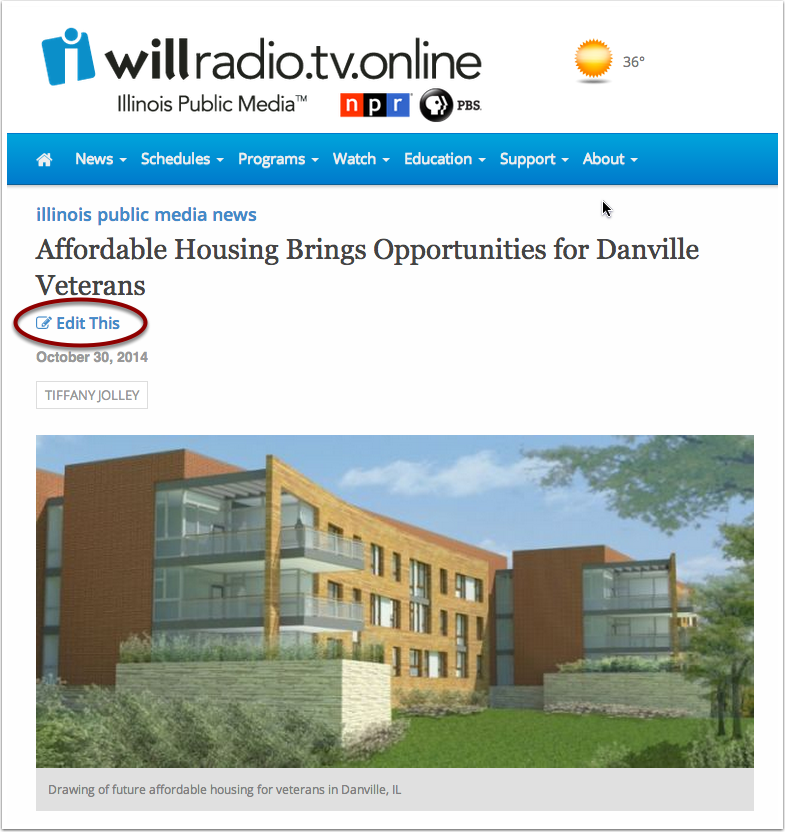 i willradio.tv.online
36°
Illinois Public Media™ npr PBS.
News Schedules Programs Watch Education Support About
illinois public media news
Affordable Housing Brings Opportunities for Danville
Veterans
Edit This
October 30, 2014
TIFFANY JOLLEY
Drawing of future affordable housing for veterans in Danville, IL